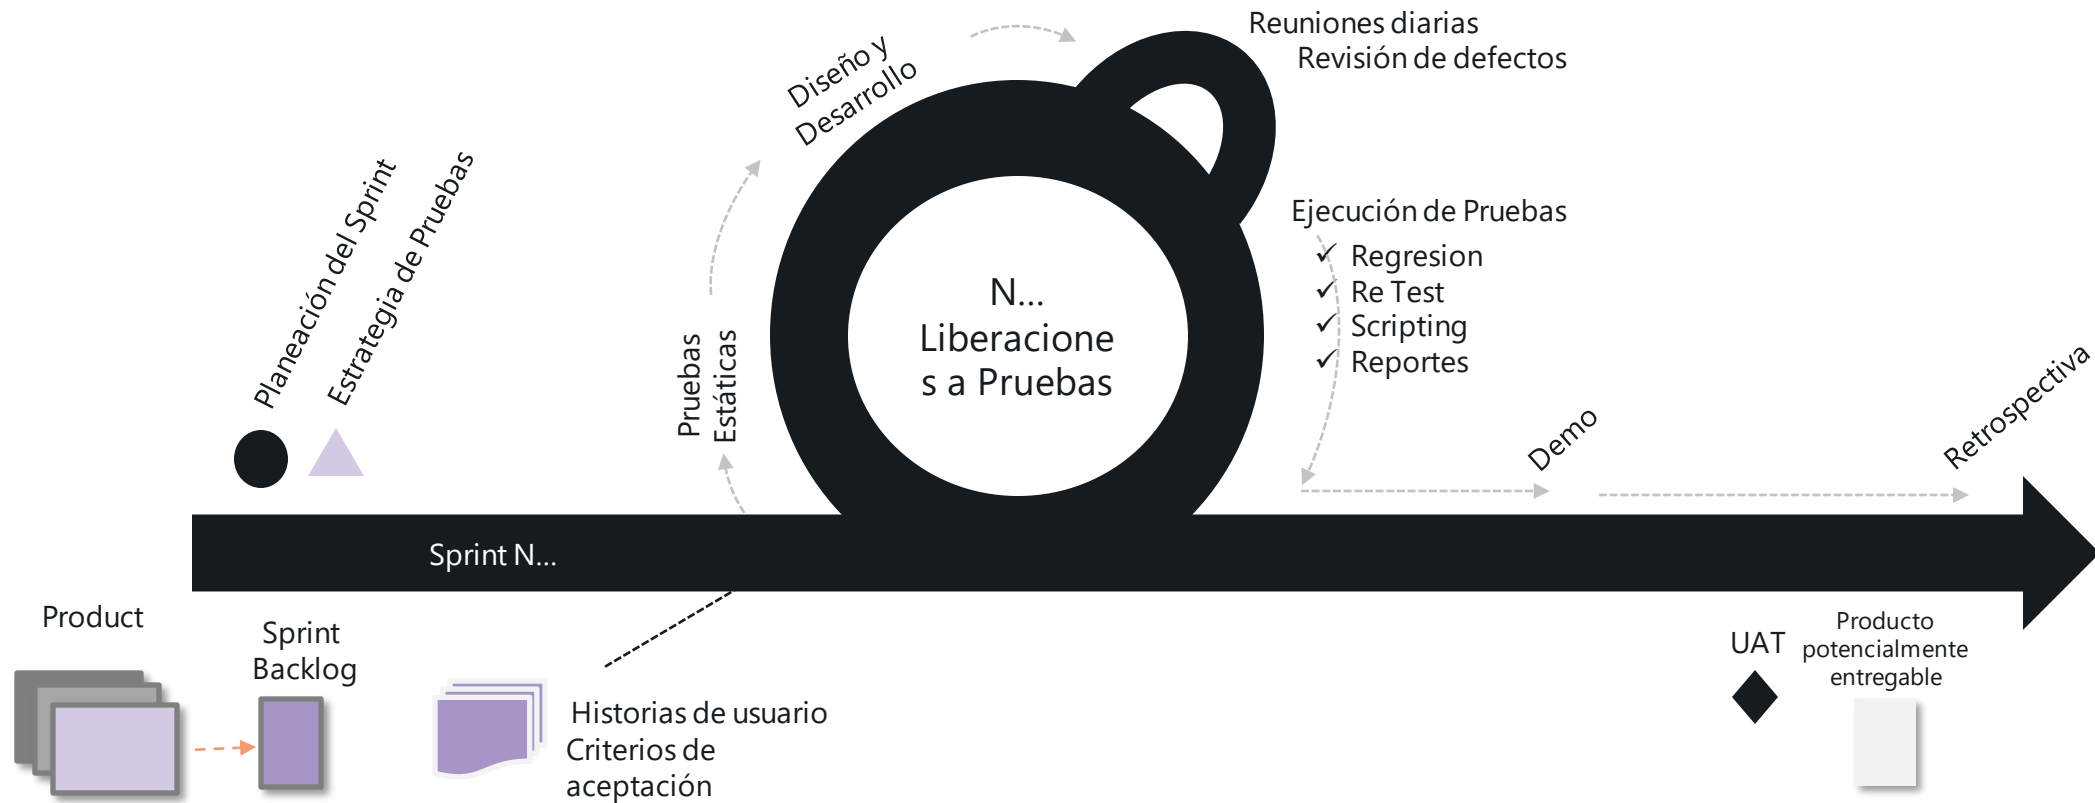 Reuniones diarias
Revisión de defectos
Diseño y
Desarrollo
Planeación del Sprint
Estrategia de Pruebas
Pruebas
Estáticas
N...
Liberacione
s a Pruebas
Ejecución de Pruebas
✓ Regresion
✓ Re Test
✓ Scripting
✓ Reportes
Demo
Retrospectiva
Sprint N...
Product
Sprint
Backlog
Historias de usuario
Criterios de
aceptación
UAT
Producto
potencialmente
entregable